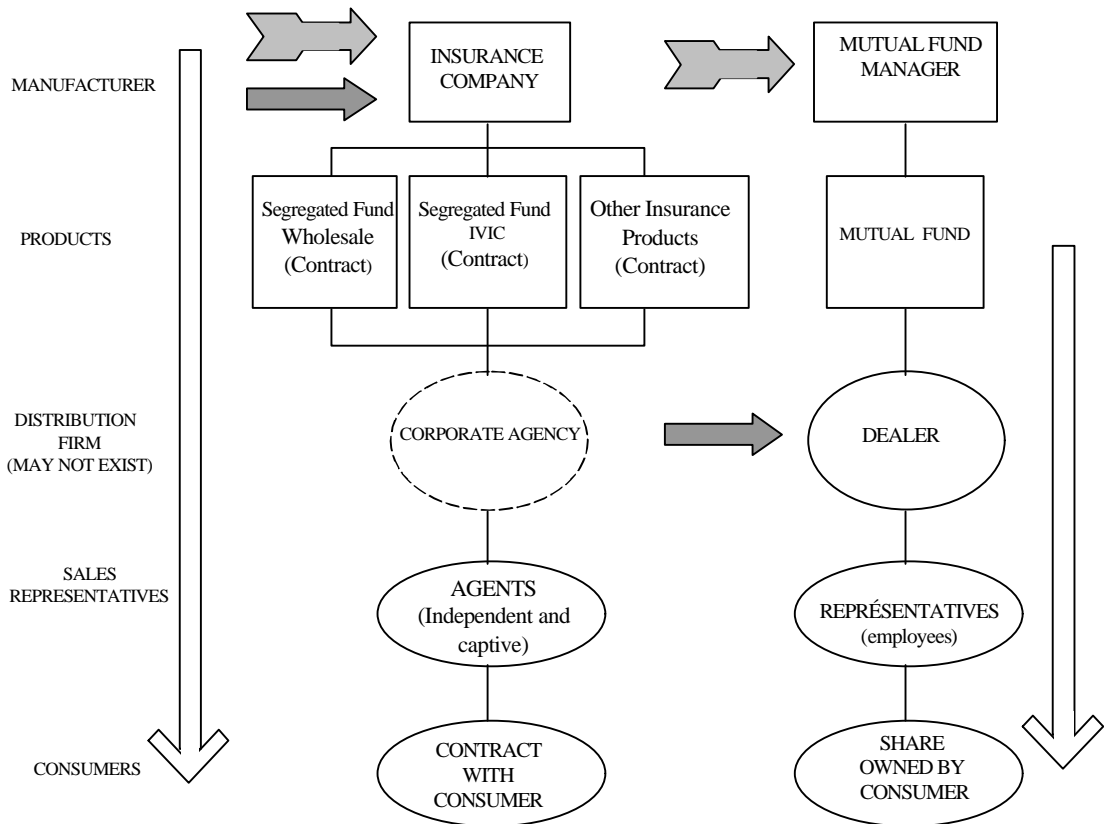 MANUFACTURER
INSURANCE
COMPANY
MUTUAL FUND
MANAGER
PRODUCTS
Segregated Fund
Wholesale
(Contract)
Segregated Fund
IVIC
(Contract)
Other Insurance
Products
(Contract)
MUTUAL FUND
DISTRIBUTION
FIRM
(MAY NOT EXIST)
CORPORATE AGENCY
DEALER
SALES
REPRESENTATIVES
AGENTS
(Independent and
captive)
REPRÉSENTATIVES
(employees)
CONSUMERS
CONTRACT
WITH
CONSUMER
SHARE
OWNED BY
CONSUMER